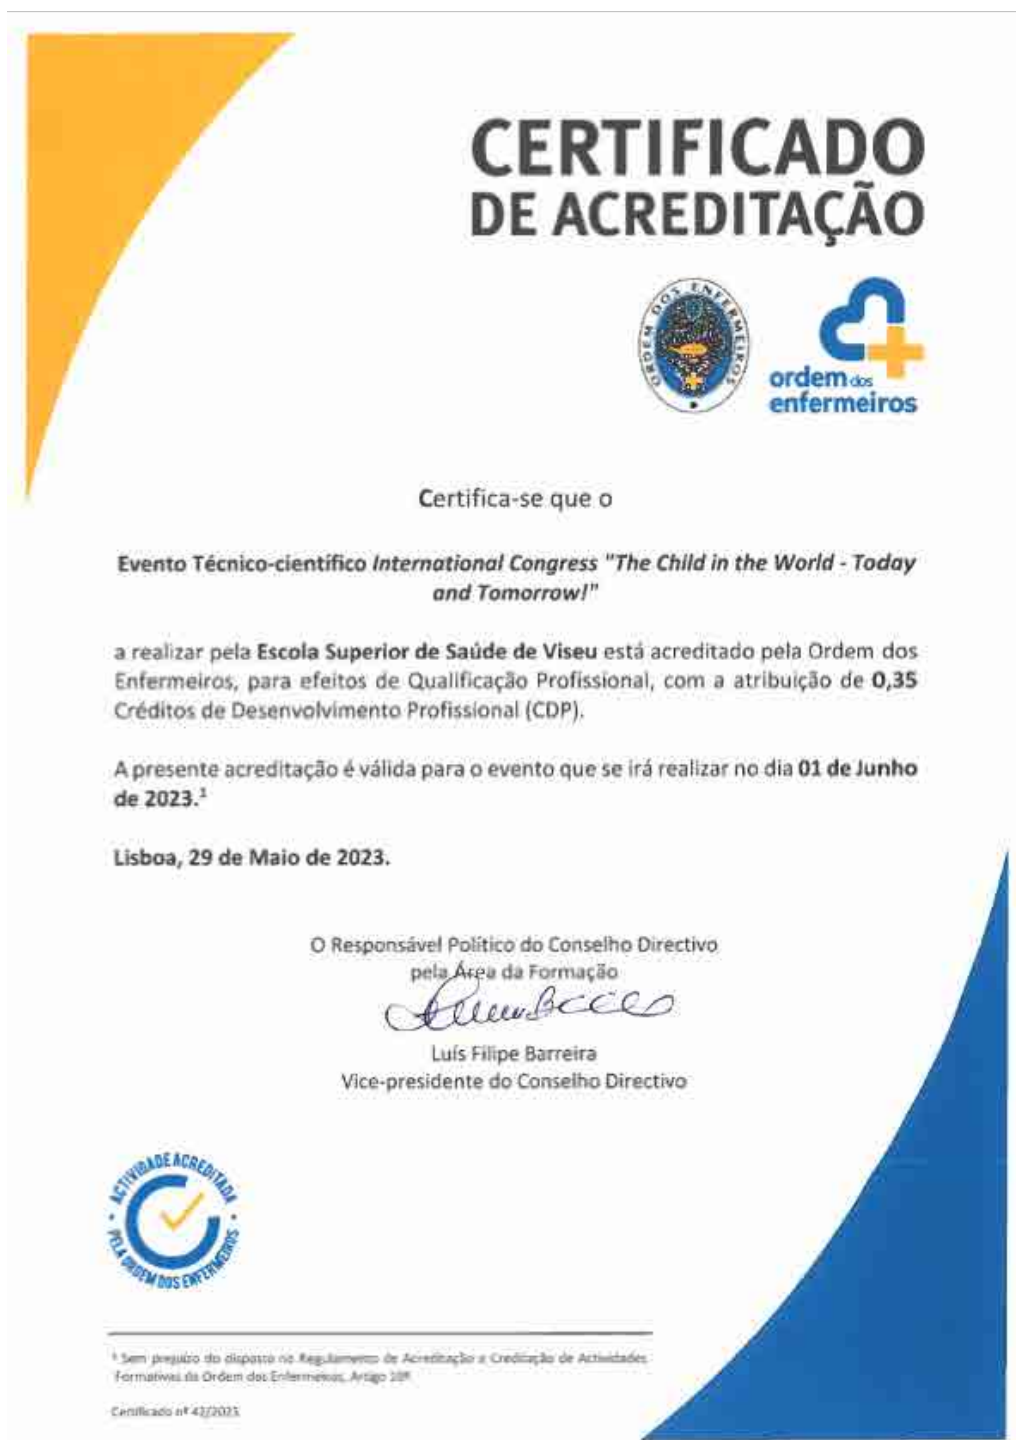 CERTIFICADO
DE ACREDITAÇÃO
ORDEM DOS ENFERMEIROS
ordem dos
enfermeiros
Certifica-se que o
Evento Técnico-científico International Congress "The Child in the World - Today
and Tomorrow!"
a realizar pela Escola Superior de Saúde de Viseu está acreditado pela Ordem dos
Enfermeiros, para efeitos de Qualificação Profissional, com a atribuição de 0,35
Créditos de Desenvolvimento Profissional (CDP).
A presente acreditação é válida para o evento que se irá realizar no dia 01 de Junho
de 2023.¹
Lisboa, 29 de Maio de 2023.
O Responsável Político do Conselho Directivo
pela Área da Formação
Luís Filipe Barreira
Vice-presidente do Conselho Directivo
ACTIVIDADE ACREDITADA
PELA ORDEM DOS ENFERMEIROS
¹ Sem prejuízo do disposto no Regulamento de Acreditação e Creditação de Actividades
Formativas da Ordem dos Enfermeiros, Artigo
Certificado nº 42/2023